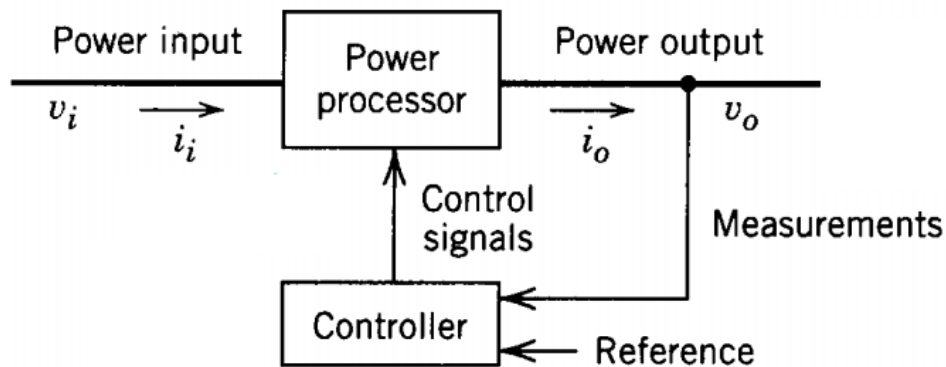 Power input
Power
processor
Power output
v_i
i_i
i_o
v_o
Control
signals
Measurements
Controller
Reference